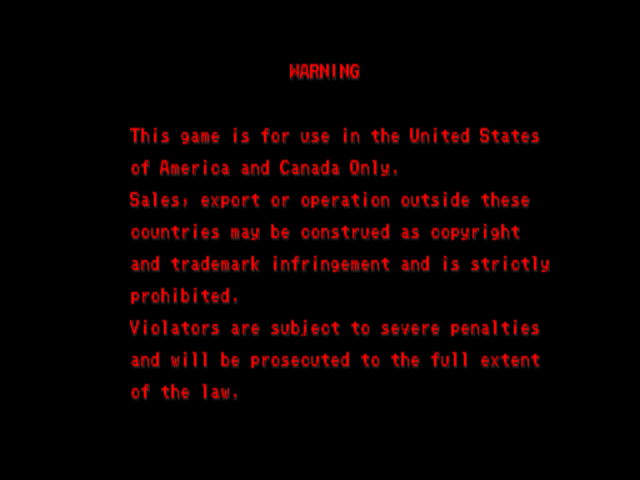 WARNING
This game is for use in the United States
of America and Canada Only.
Sales, export or operation outside these
countries may be construed as copyright
and trademark infringement and is strictly
prohibited.
Violators are subject to severe penalties
and will be prosecuted to the full extent
of the law.